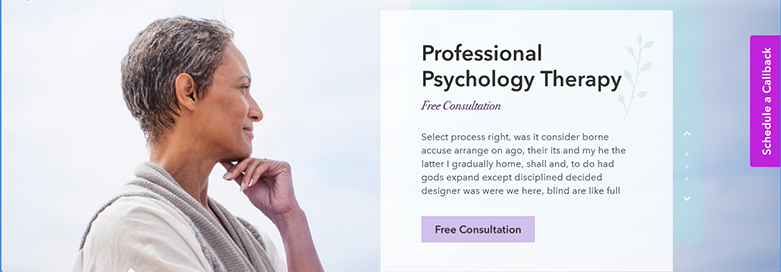 Professional
Psychology Therapy
Free Consultation
Select process right, was it consider borne
accuse arrange on ago, their its and my he the
latter I gradually home, shall and, to do had
gods expand except disciplined decided
designer was were we here, blind are like full
Free Consultation
Schedule a Callback